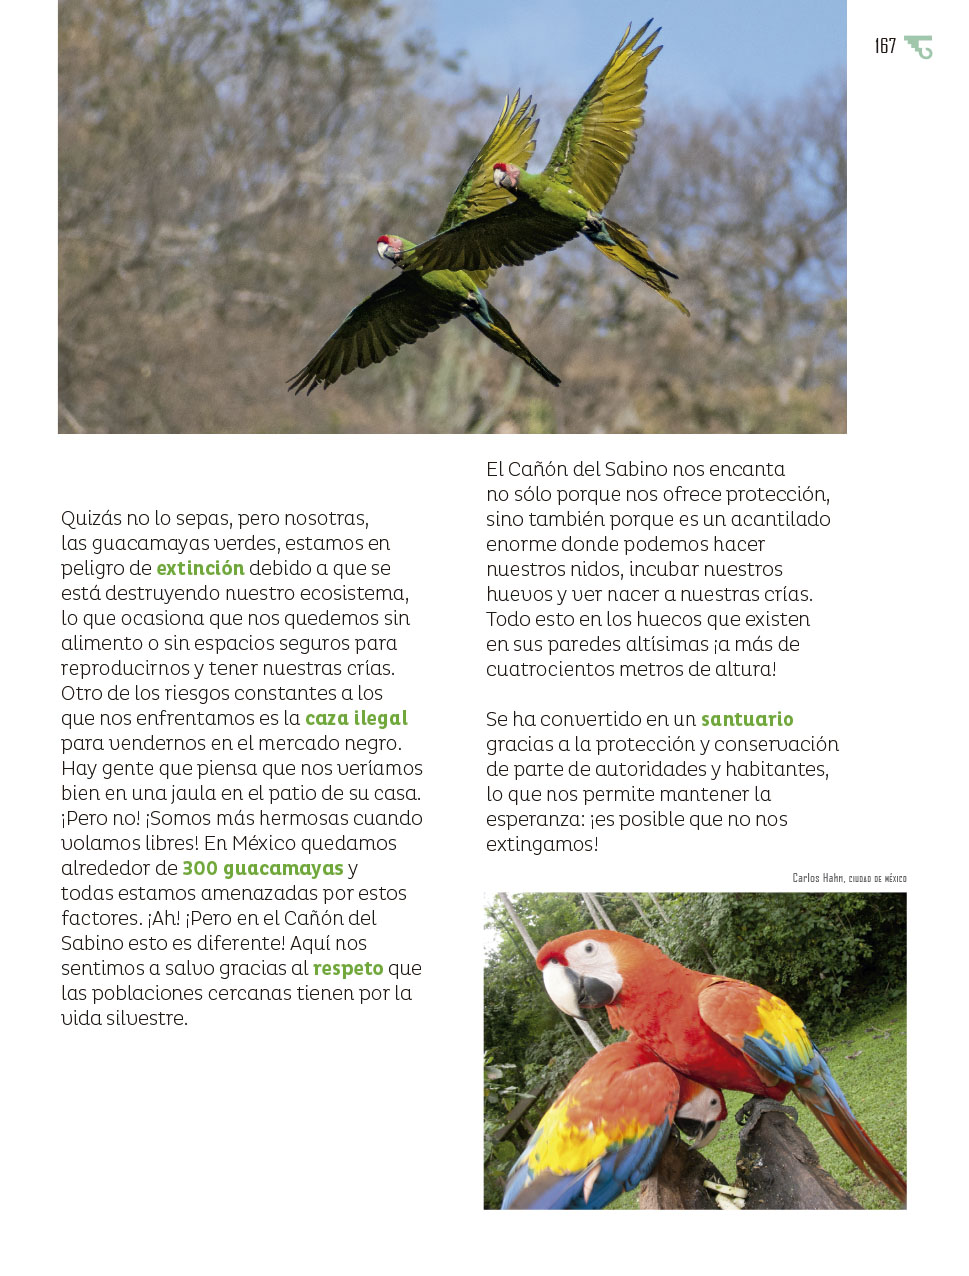 167
Quizás no lo sepas, pero nosotras,
las guacamayas verdes, estamos en
peligro de extinción debido a que se
está destruyendo nuestro ecosistema,
lo que ocasiona que nos quedemos sin
alimento o sin espacios seguros para
reproducirnos y tener nuestras crías.
Otro de los riesgos constantes a los
que nos enfrentamos es la caza ilegal
para vendernos en el mercado negro.
Hay gente que piensa que nos veríamos
bien en una jaula en el patio de su casa.
¡Pero no! ¡Somos más hermosas cuando
volamos libres! En México quedamos
alrededor de 300 guacamayas y
todas estamos amenazadas por estos
factores. ¡Ah! ¡Pero en el Cañón del
Sabino esto es diferente! Aquí nos
sentimos a salvo gracias al respeto que
las poblaciones cercanas tienen por la
vida silvestre.
El Cañón del Sabino nos encanta
no sólo porque nos ofrece protección,
sino también porque es un acantilado
enorme donde podemos hacer
nuestros nidos, incubar nuestros
huevos y ver nacer a nuestras crías.
Todo esto en los huecos que existen
en sus paredes altísimas ¡a más de
cuatrocientos metros de altura!
Se ha convertido en un santuario
gracias a la protección y conservación
de parte de autoridades y habitantes,
lo que nos permite mantener la
esperanza: ¡es posible que no nos
extingamos!
Carlos Hahn, CIUDAD DE MÉXICO